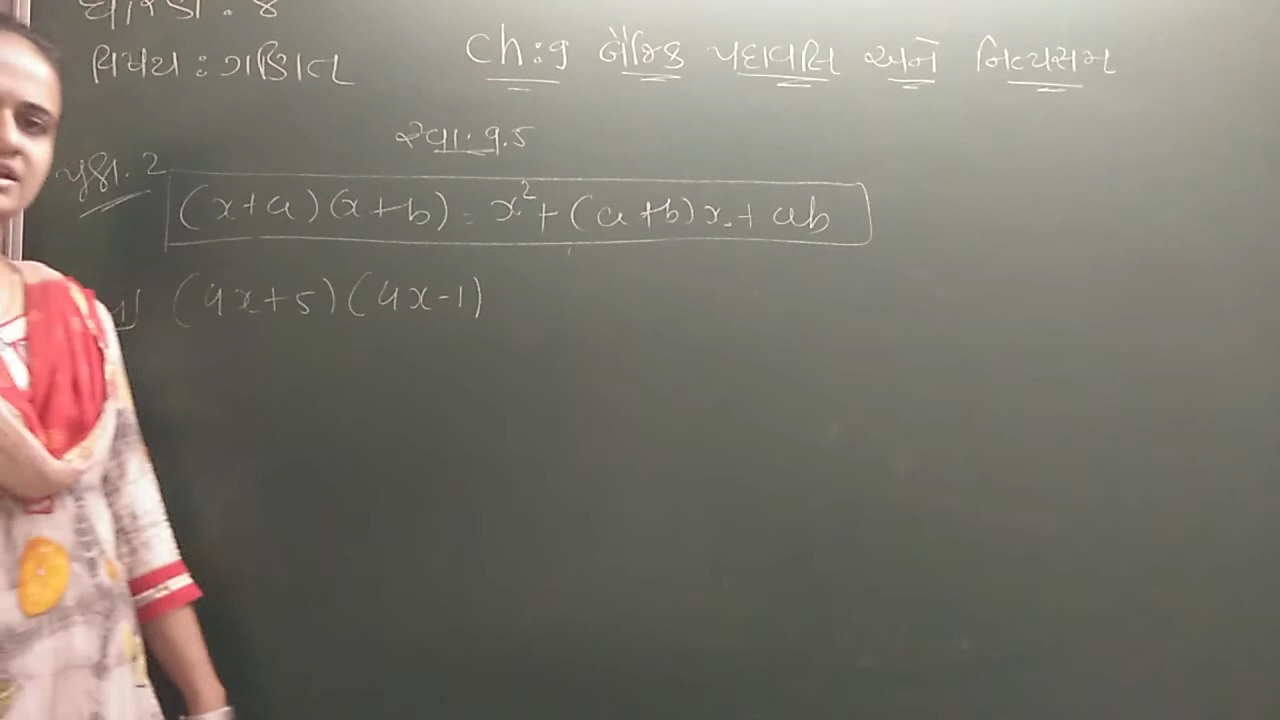 ધોરણ : ૪
વિષય : ગણિત
Ch:9 બૈજિક પદાવલિ અને નિત્યસમ
સ્વા. 9.5
પ્રશ્ન. 2
(x+a)(x+b) = x²+(a+b)x+ab
(4x+5)(4x-1)